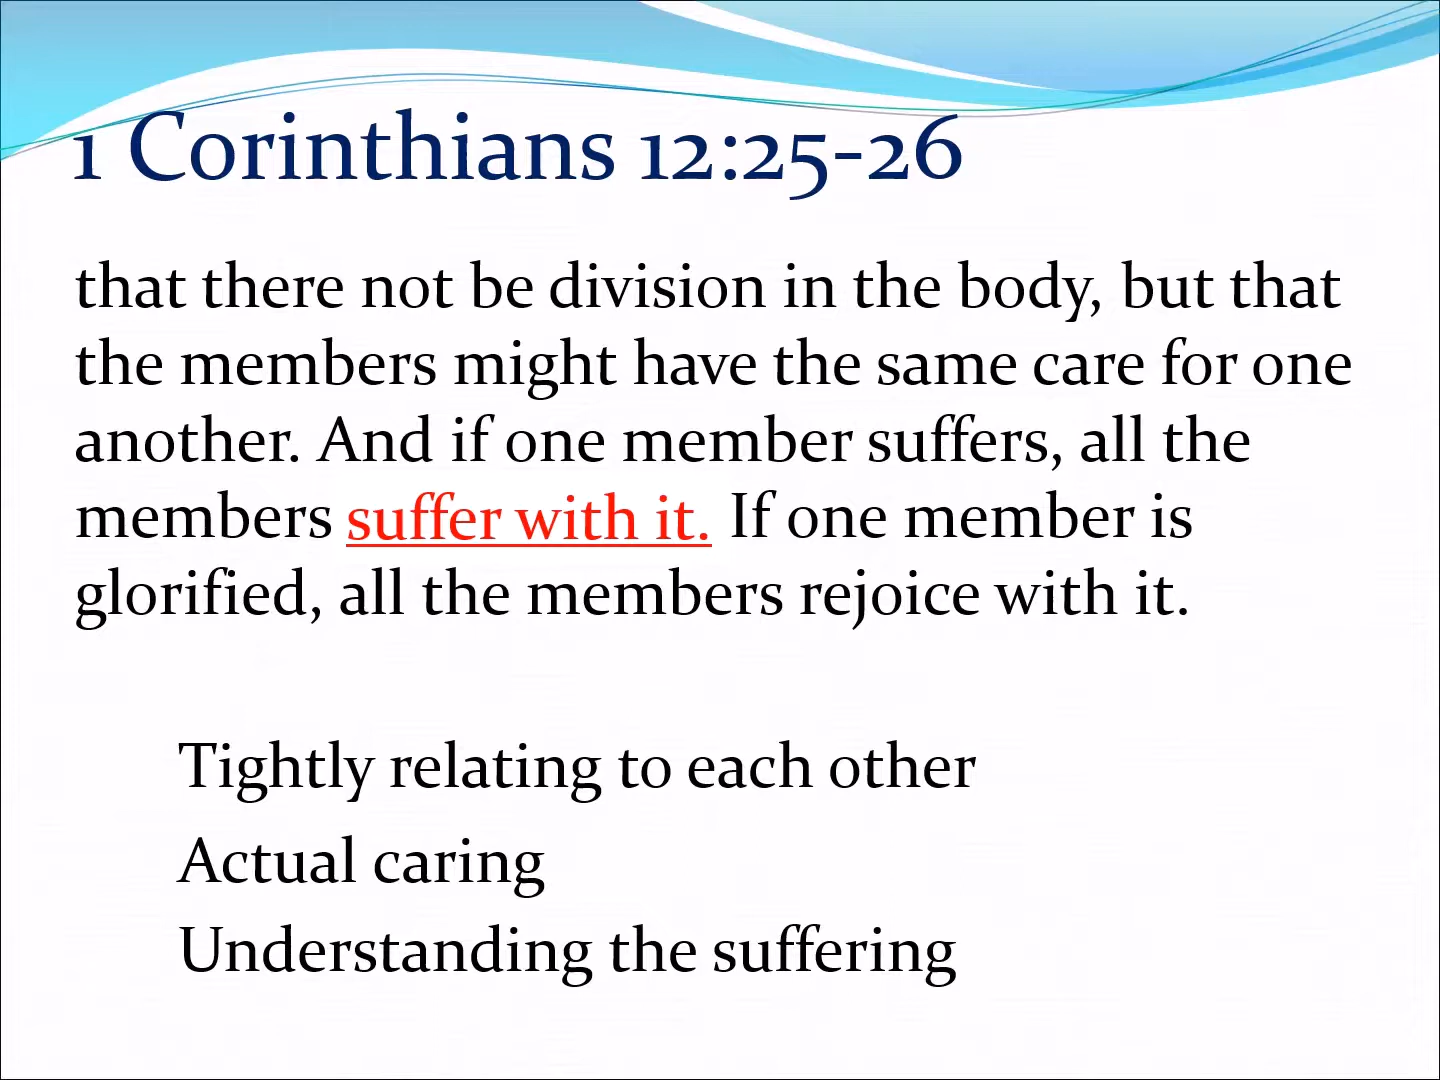 1 Corinthians 12:25-26
that there not be division in the body, but that
the members might have the same care for one
another. And if one member suffers, all the
members suffer with it. If one member is
glorified, all the members rejoice with it.
Tightly relating to each other
Actual caring
Understanding the suffering